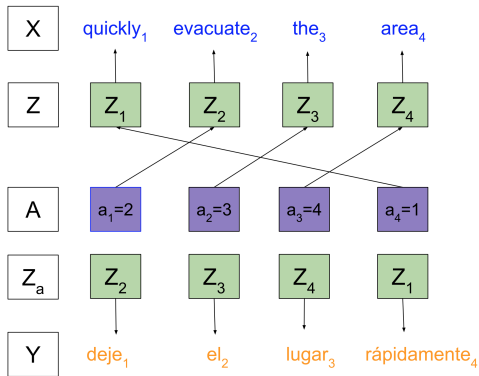 X quickly₁ evacuate₂ the₃ area₄
Z Z₁ Z₂ Z₃ Z₄
A a₁=2 a₂=3 a₃=4 a₄=1
Zₐ Z₂ Z₃ Z₄ Z₁
Y deje₁ el₂ lugar₃ rápidamente₄